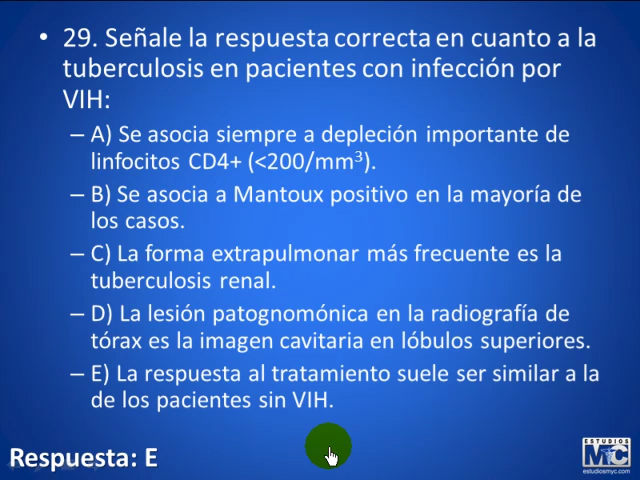 • 29. Señale la respuesta correcta en cuanto a la
tuberculosis en pacientes con infección por
VIH:
– A) Se asocia siempre a depleción importante de
linfocitos CD4+ (<200/mm³).
– B) Se asocia a Mantoux positivo en la mayoría de
los casos.
– C) La forma extrapulmonar más frecuente es la
tuberculosis renal.
– D) La lesión patognomónica en la radiografía de
tórax es la imagen cavitaria en lóbulos superiores.
– E) La respuesta al tratamiento suele ser similar a la
de los pacientes sin VIH.
Respuesta: E
ESTUDIOS
MYC
estudiosmyc.com